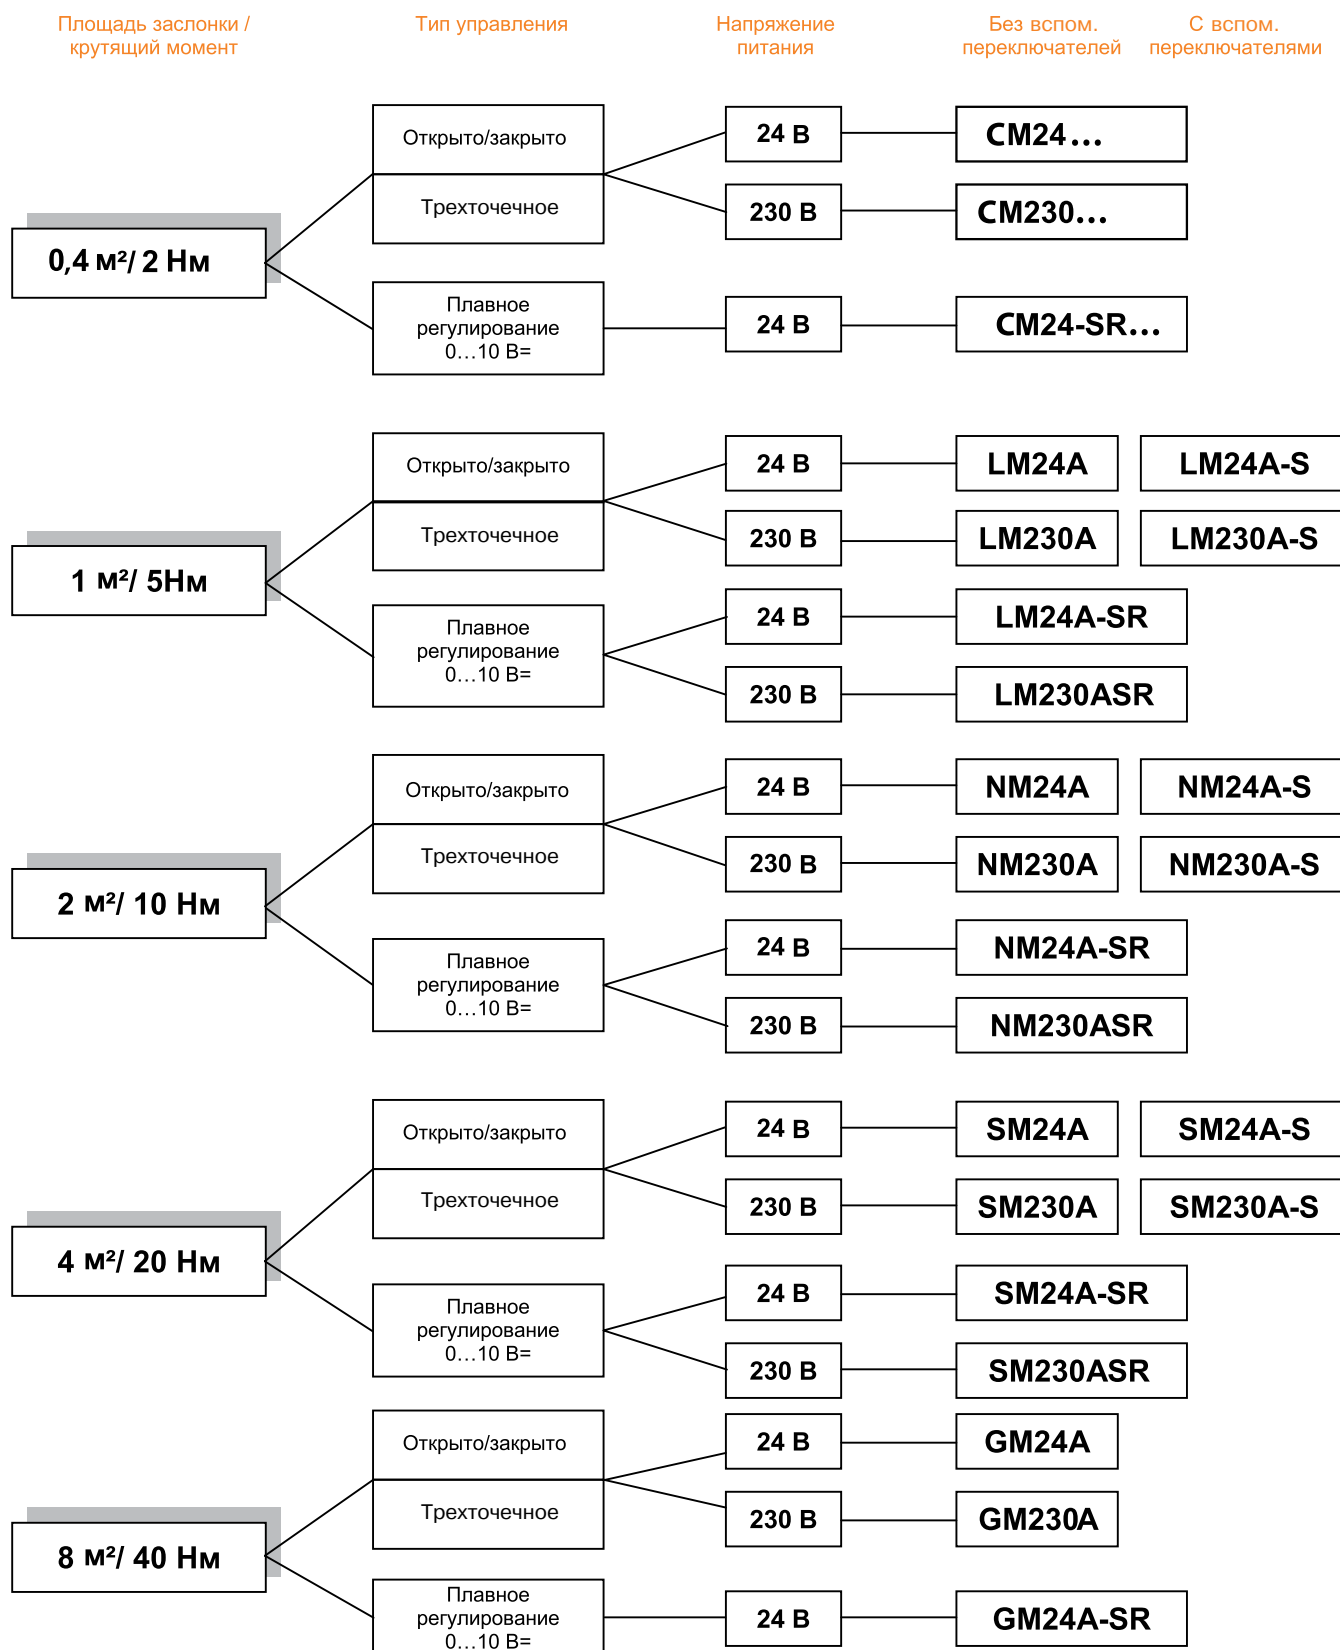 Площадь заслонки /
крутящий момент
Тип управления
Напряжение
питания
Без вспом.
переключателей
С вспом.
переключателями
0,4 м²/ 2 Нм
Открыто/закрыто
Трехточечное
24 В
CM24...
230 В
CM230...
Плавное
регулирование
0...10 В=
24 В
CM24-SR...
1 м²/ 5Нм
Открыто/закрыто
Трехточечное
24 В
LM24A
LM24A-S
230 В
LM230A
LM230A-S
Плавное
регулирование
0...10 В=
24 В
LM24A-SR
230 В
LM230ASR
2 м²/ 10 Нм
Открыто/закрыто
Трехточечное
24 В
NM24A
NM24A-S
230 В
NM230A
NM230A-S
Плавное
регулирование
0...10 В=
24 В
NM24A-SR
230 В
NM230ASR
4 м²/ 20 Нм
Открыто/закрыто
Трехточечное
24 В
SM24A
SM24A-S
230 В
SM230A
SM230A-S
Плавное
регулирование
0...10 В=
24 В
SM24A-SR
230 В
SM230ASR
8 м²/ 40 Нм
Открыто/закрыто
Трехточечное
24 В
GM24A
230 В
GM230A
Плавное
регулирование
0...10 В=
24 В
GM24A-SR